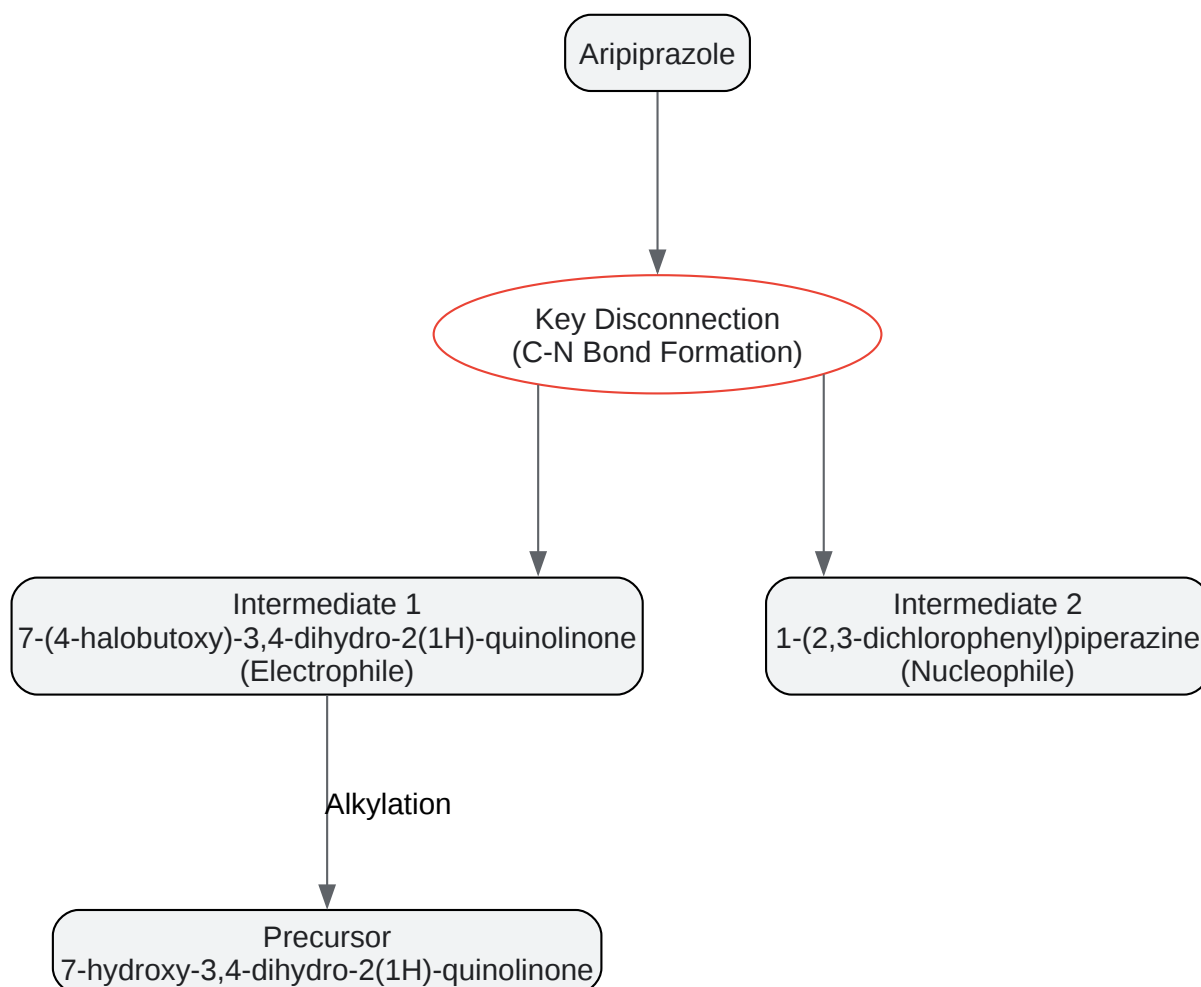 Aripiprazole
Key Disconnection
(C-N Bond Formation)
Intermediate 1
7-(4-halobutoxy)-3,4-dihydro-2(1H)-quinolinone
(Electrophile)
Intermediate 2
1-(2,3-dichlorophenyl)piperazine
(Nucleophile)
Alkylation
Precursor
7-hydroxy-3,4-dihydro-2(1H)-quinolinone